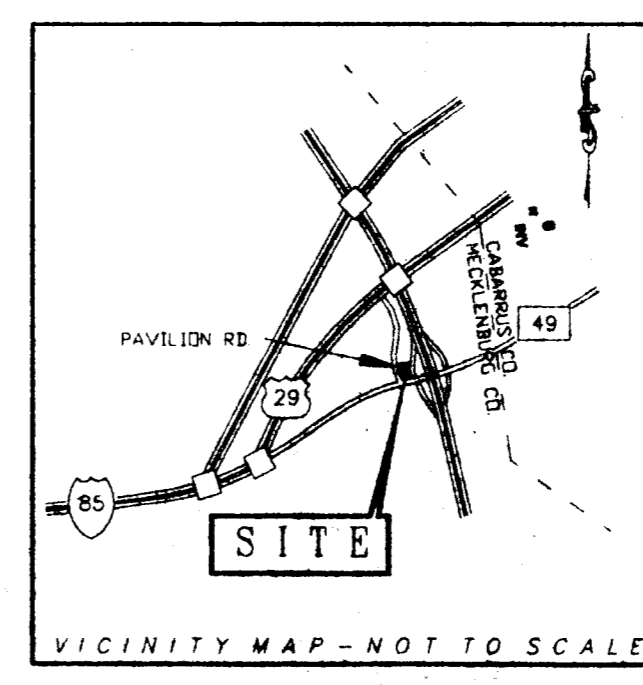 CABARRUS CO.
MECKLENBURG CO.
49
PAVILION RD.
29
85
SITE
VICINITY MAP-NOT TO SCALE